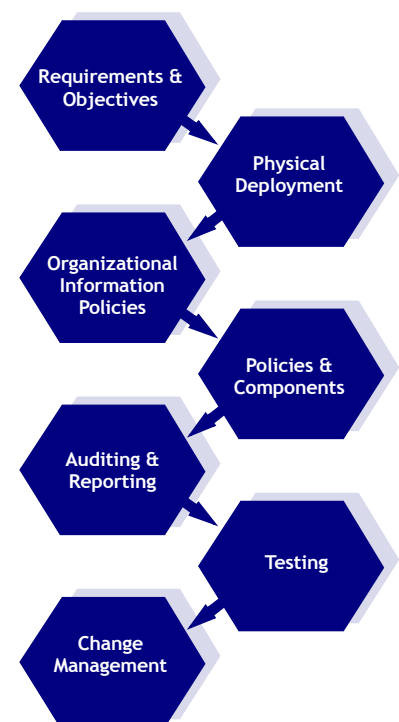 Requirements &
Objectives
Physical
Deployment
Organizational
Information
Policies
Policies &
Components
Auditing &
Reporting
Testing
Change
Management